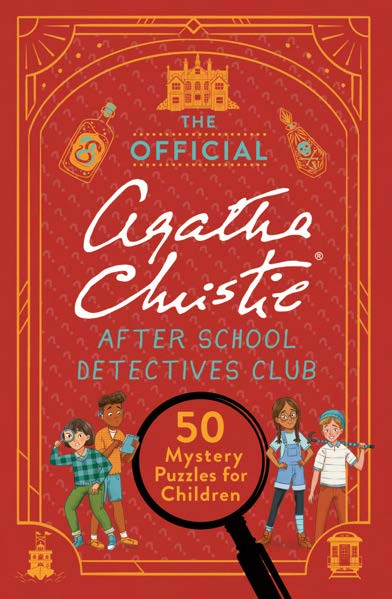 THE
OFFICIAL
Agatha
Christie®
AFTER SCHOOL
DETECTIVES CLUB
50
Mystery
Puzzles for
Children